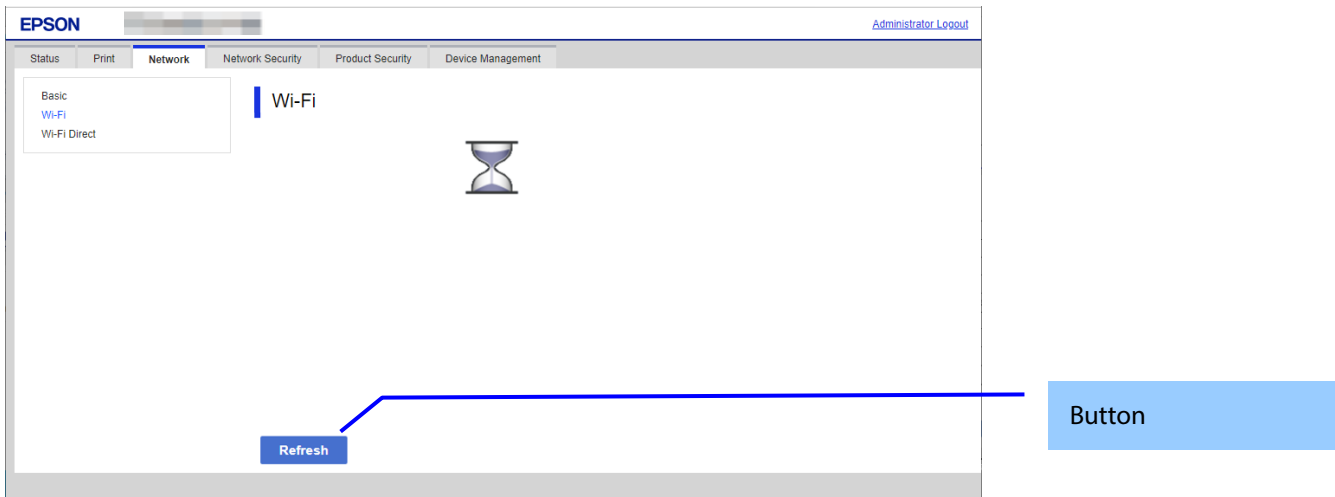 EPSON
Administrator Logout
Status Print Network Network Security Product Security Device Management
Basic
Wi-Fi
Wi-Fi Direct
Wi-Fi
Button
Refresh